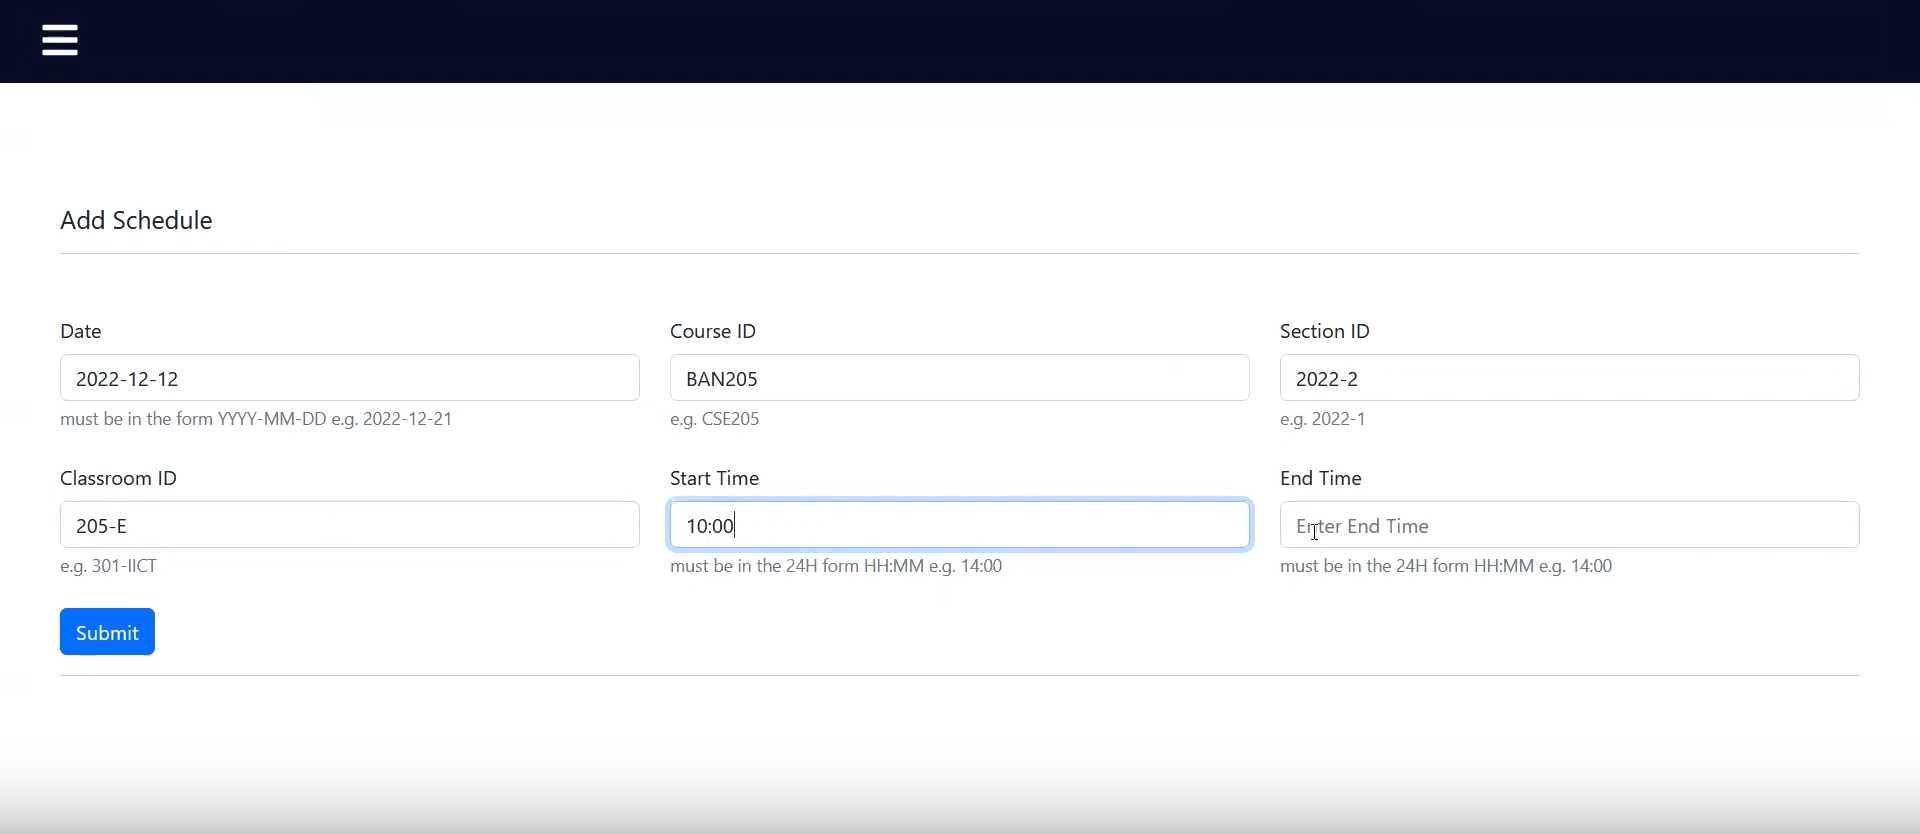 Add Schedule
Date
Course ID
Section ID
2022-12-12
BAN205
2022-2
must be in the form YYYY-MM-DD e.g. 2022-12-21
e.g. CSE205
e.g. 2022-1
Classroom ID
Start Time
End Time
205-E
10:00
Enter End Time
e.g. 301-IICT
must be in the 24H form HH:MM e.g. 14:00
must be in the 24H form HH:MM e.g. 14:00
Submit